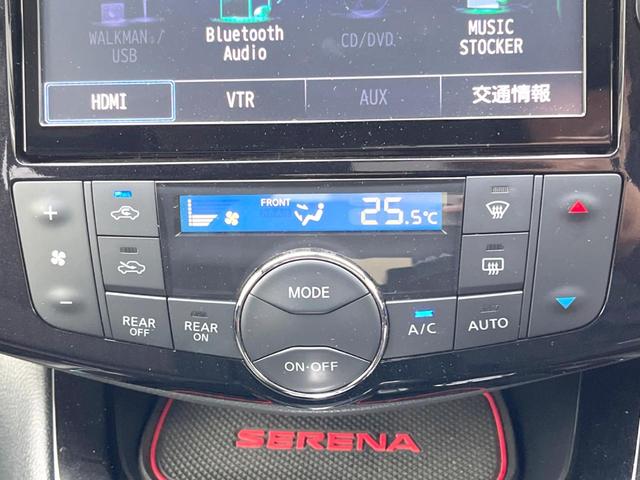 WALKMAN / USB
Bluetooth Audio
CD/DVD
MUSIC STOCKER
HDMI
VTR
AUX
交通情報
FRONT
25.5°C
MODE
REAR OFF
REAR ON
A/C
AUTO
ON·OFF
SERENA